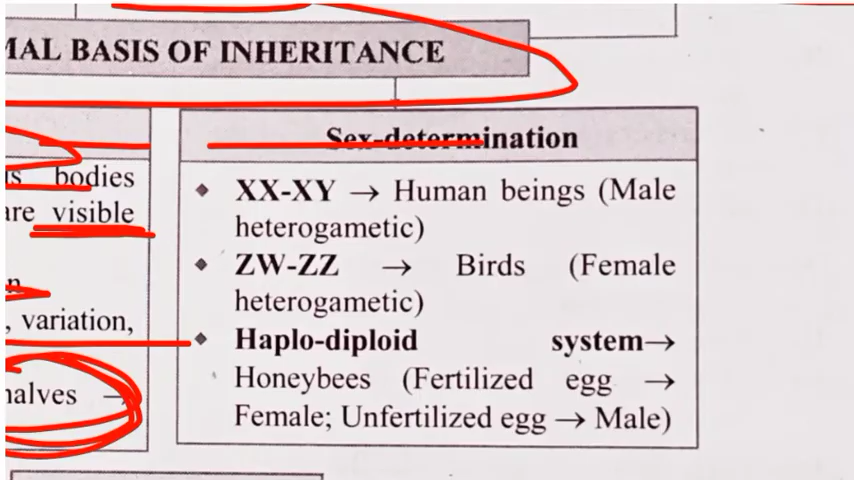 MAL BASIS OF INHERITANCE
bodies
are visible
, variation,
halves →
Sex-determination
◆ XX-XY → Human beings (Male
heterogametic)
◆ ZW-ZZ → Birds (Female
heterogametic)
◆ Haplo-diploid system→
Honeybees (Fertilized egg →
Female; Unfertilized egg → Male)